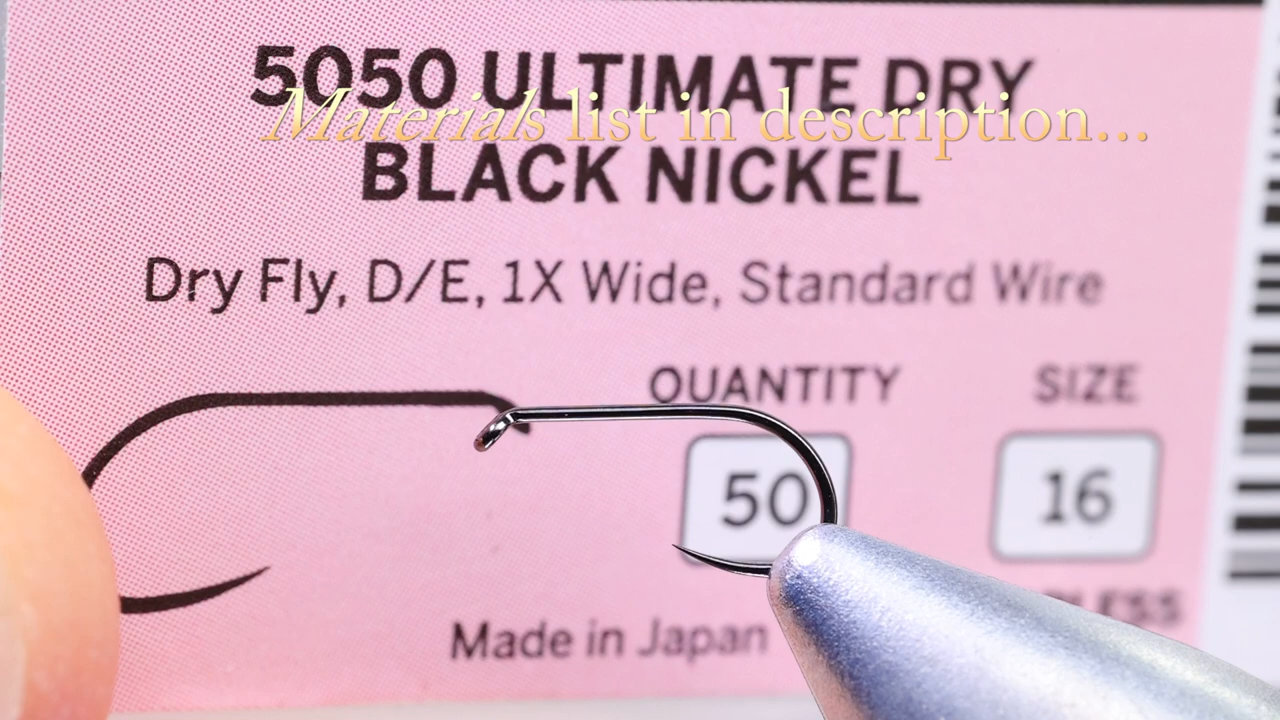 5050 ULTIMATE DRY
Materials list in description...
BLACK NICKEL
Dry Fly, D/E, 1X Wide, Standard Wire
QUANTITY
SIZE
50
16
Made in Japan